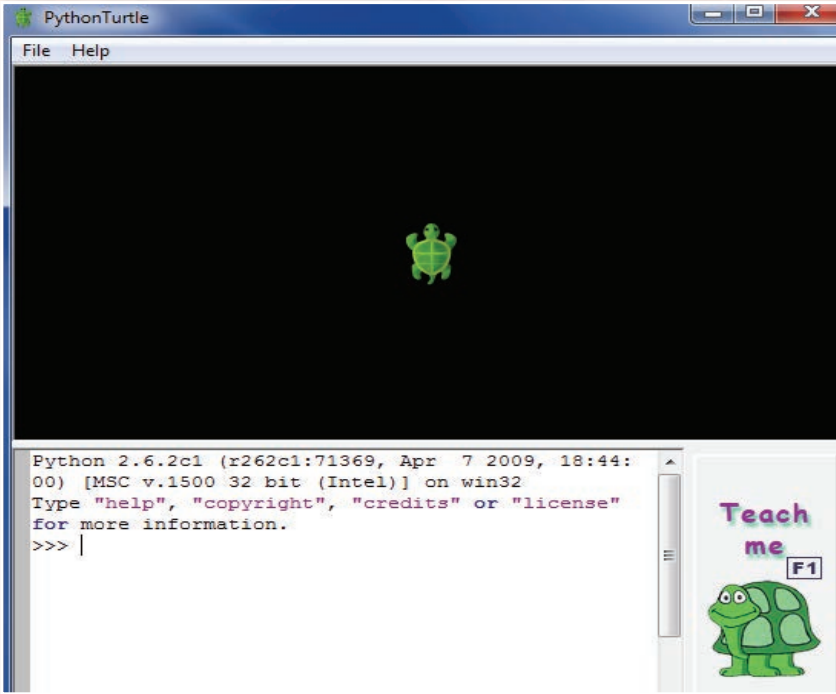 PythonTurtle
File Help
Python 2.6.2c1 (r262c1:71369, Apr  7 2009, 18:44:
00) [MSC v.1500 32 bit (Intel)] on win32
Type "help", "copyright", "credits" or "license"
for more information.
>>>
Teach
me
F1